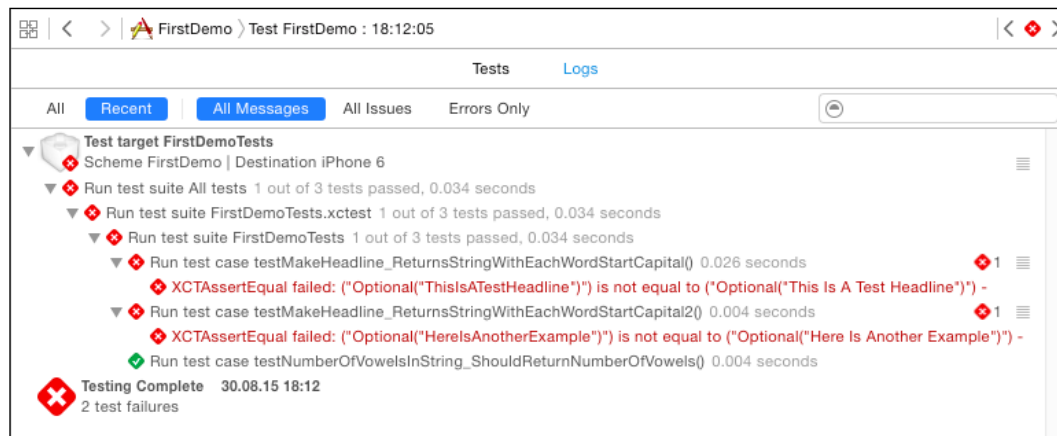 FirstDemo 〉Test FirstDemo : 18:12:05
Tests Logs
All Recent All Messages All Issues Errors Only
Test target FirstDemoTests
Scheme FirstDemo | Destination iPhone 6
Run test suite All tests 1 out of 3 tests passed, 0.034 seconds
Run test suite FirstDemoTests.xctest 1 out of 3 tests passed, 0.034 seconds
Run test suite FirstDemoTests 1 out of 3 tests passed, 0.034 seconds
Run test case testMakeHeadline_ReturnsStringWithEachWordStartCapital() 0.026 seconds 1
XCTAssertEqual failed: ("Optional("ThisIsATestHeadline")") is not equal to ("Optional("This Is A Test Headline")") -
Run test case testMakeHeadline_ReturnsStringWithEachWordStartCapital2() 0.004 seconds 1
XCTAssertEqual failed: ("Optional("HereIsAnotherExample")") is not equal to ("Optional("Here Is Another Example")") -
Run test case testNumberOfVowelsInString_ShouldReturnNumberOfVowels() 0.004 seconds
Testing Complete 30.08.15 18:12
2 test failures